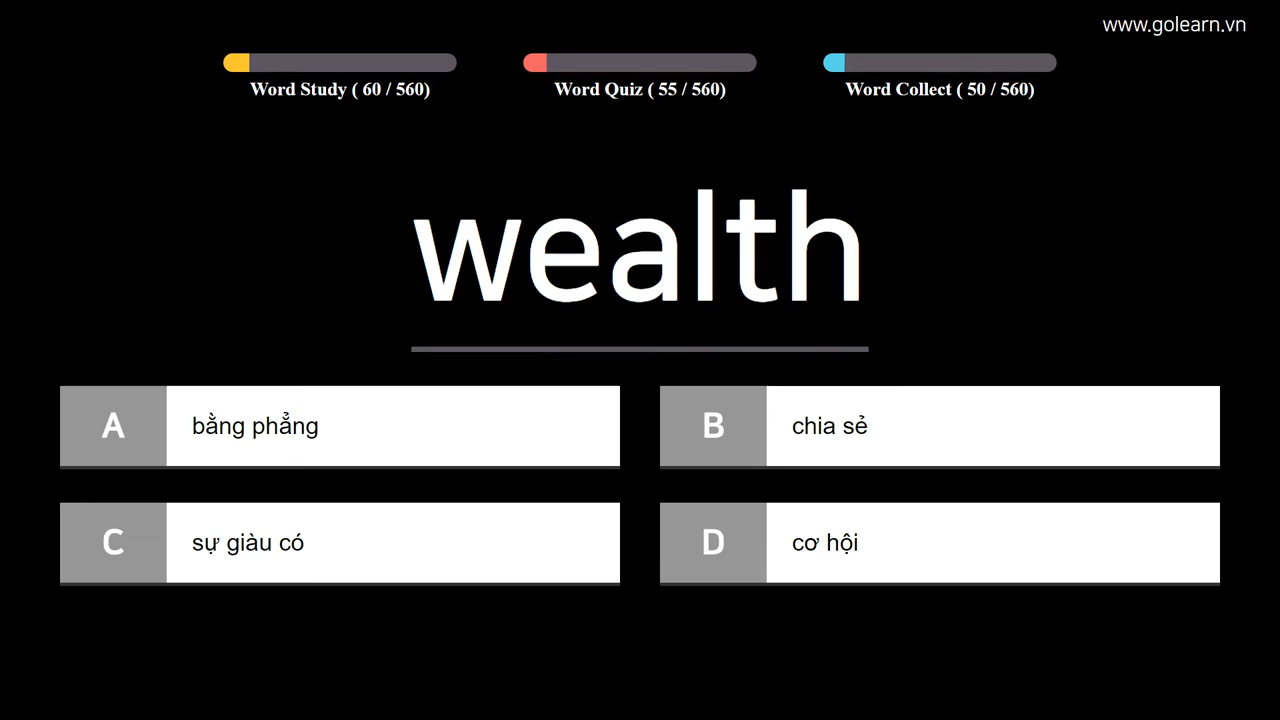 www.golearn.vn
Word Study ( 60 / 560)
Word Quiz ( 55 / 560)
Word Collect ( 50 / 560)
wealth
A bằng phẳng
B chia sẻ
C sự giàu có
D cơ hội